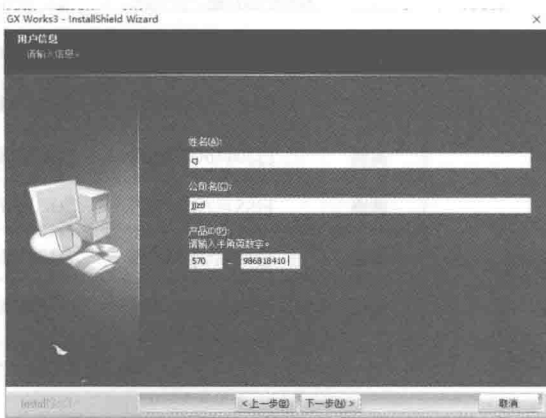 GX Works3 - InstallShield Wizard
用户信息
请输入信息。
姓名(A):
cj
公司名(C):
jjzd
产品ID(P):
请输入半角英数字。
570 - 986818410
InstallShield
<上一步(B) 下一步(N)> 取消